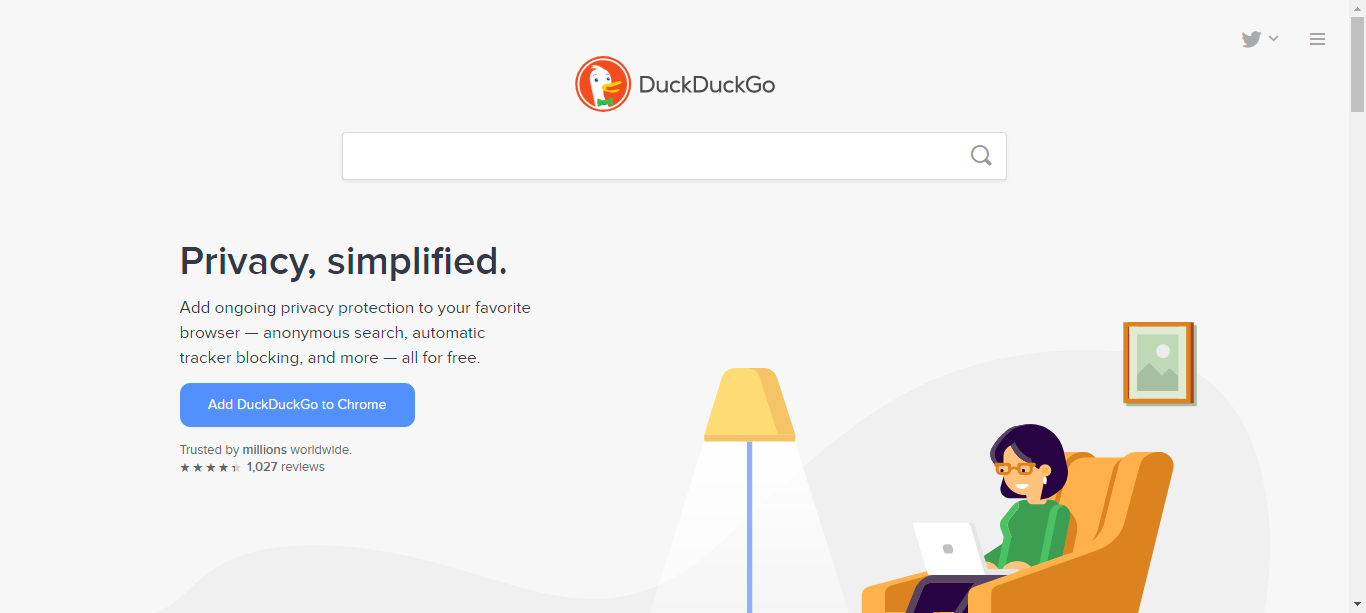 DuckDuckGo
Privacy, simplified.
Add ongoing privacy protection to your favorite
browser — anonymous search, automatic
tracker blocking, and more — all for free.
Add DuckDuckGo to Chrome
Trusted by millions worldwide.
1,027 reviews